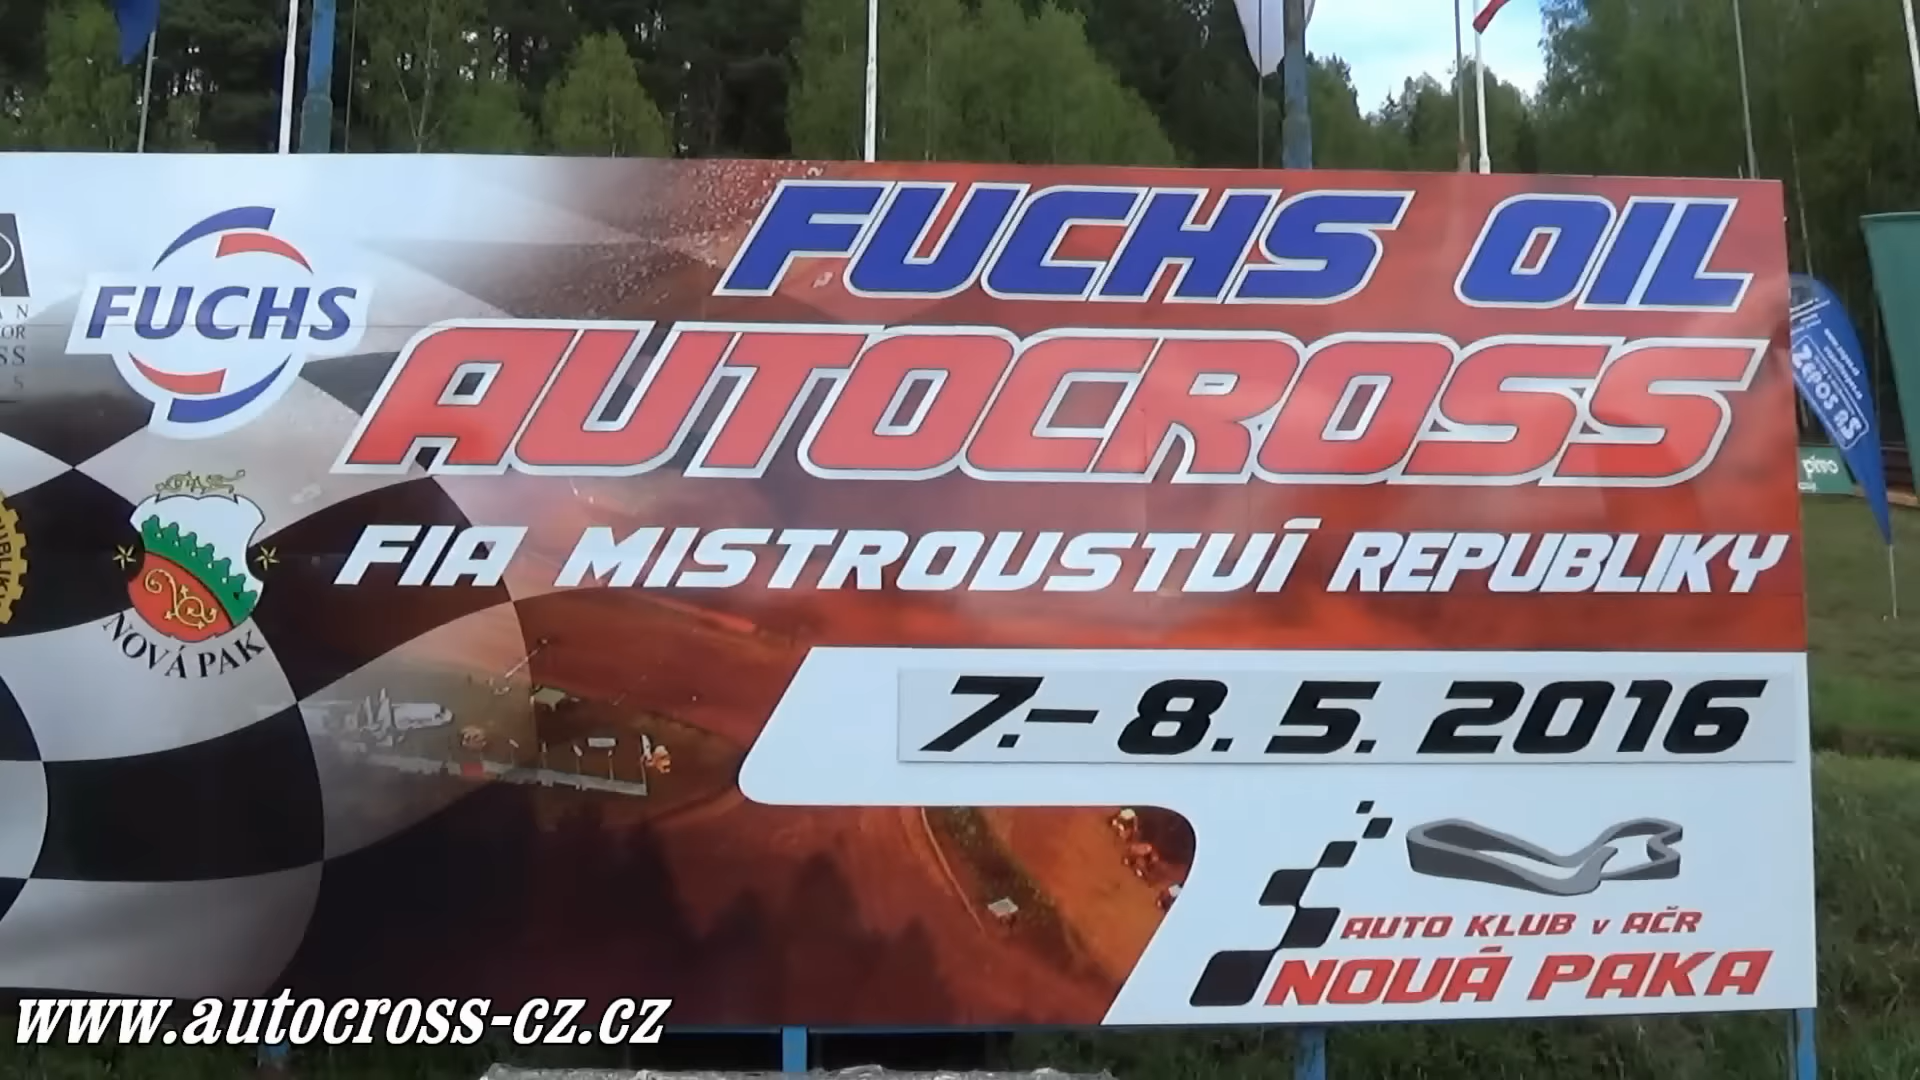 FUCHS OIL
AUTOCROSS
FIA MISTROVSTVÍ REPUBLIKY
7.–8. 5. 2016
AUTO KLUB v AČR
NOVÁ PAKA
FUCHS
NOVÁ PAK
ZEPOS a.s
www.autocross-cz.cz